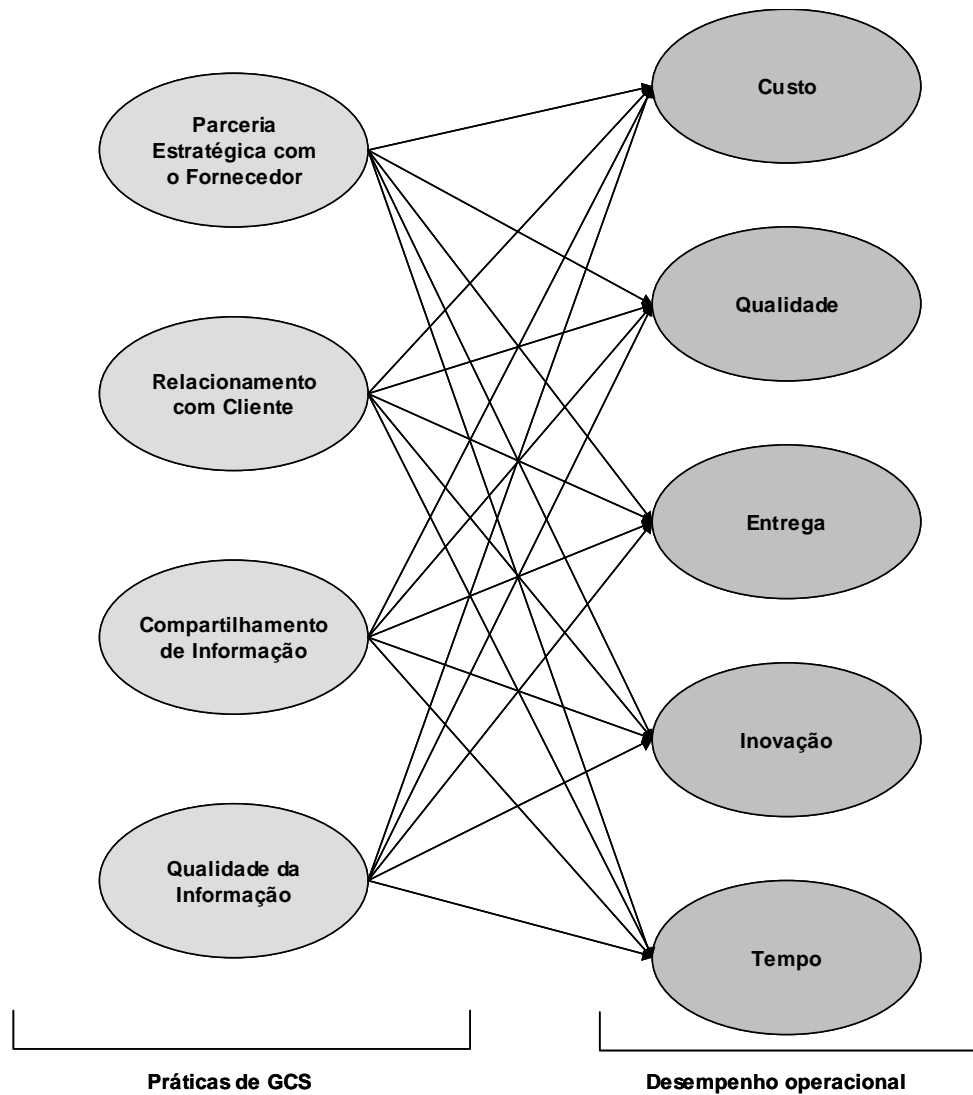 Parceria
Estratégica com
o Fornecedor
Relacionamento
com Cliente
Compartilhamento
de Informação
Qualidade da
Informação
Custo
Qualidade
Entrega
Inovação
Tempo
Práticas de GCS
Desempenho operacional